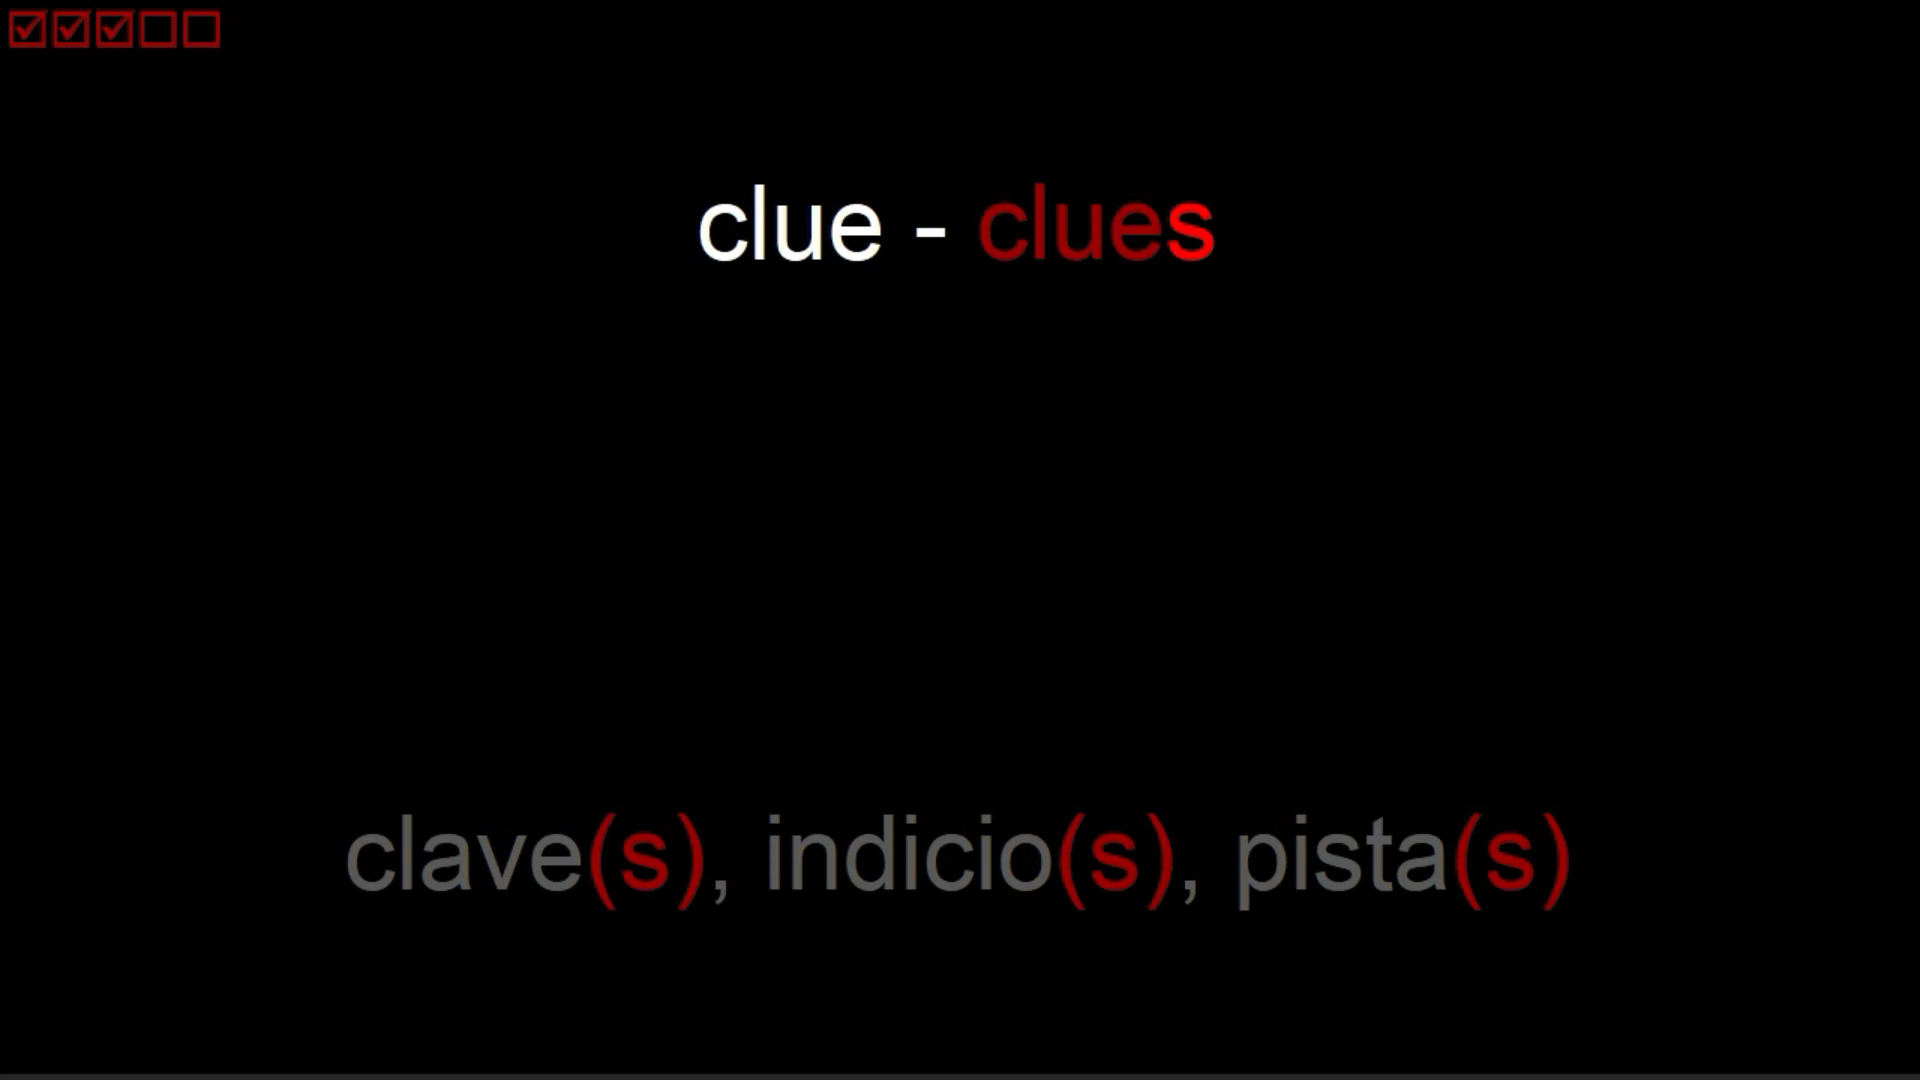 ☑☑☑☐☐
clue - clues
clave(s), indicio(s), pista(s)